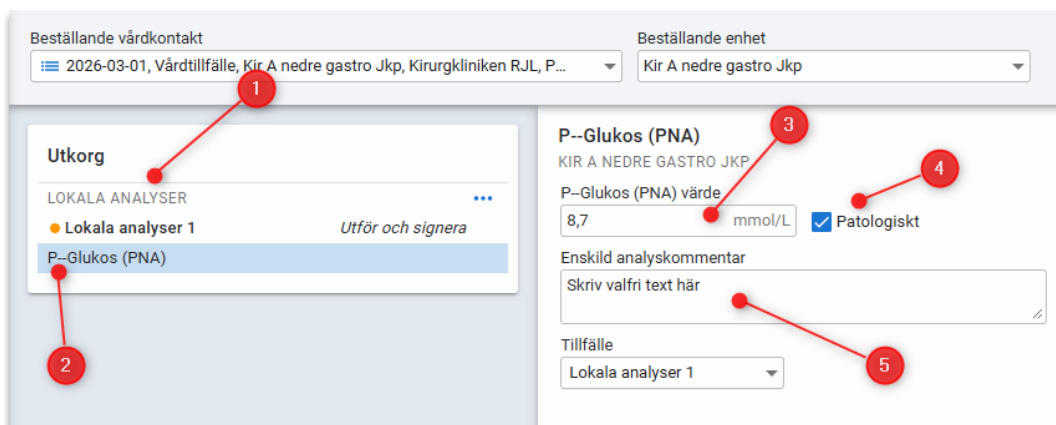 Beställande vårdkontakt
2026-03-01, Vårdtillfälle, Kir A nedre gastro Jkp, Kirurgkliniken RJL, P...
Beställande enhet
Kir A nedre gastro Jkp
1
Utkorg
LOKALA ANALYSER
Lokala analyser 1
Utför och signera
P--Glukos (PNA)
2
P--Glukos (PNA)
KIR A NEDRE GASTRO JKP
3
P--Glukos (PNA) värde
8,7 mmol/L
Patologiskt
4
Enskild analyskommentar
Skriv valfri text här
5
Tillfälle
Lokala analyser 1